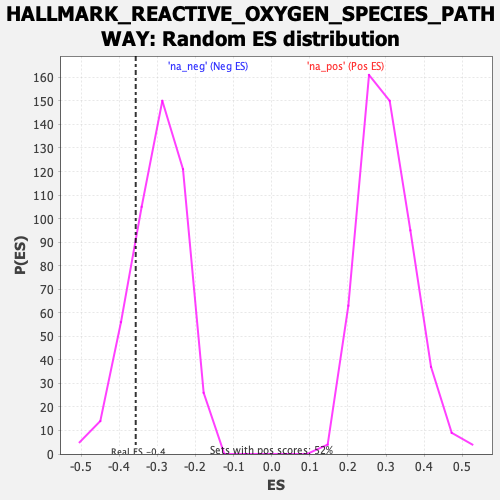 HALLMARK_REACTIVE_OXYGEN_SPECIES_PATH
WAY: Random ES distribution
'na_neg' (Neg ES) 'na_pos' (Pos ES)
160
150
140
130
120
110
100
90
80
70
60
50
40
30
20
10
0
P(ES)
Real ES -0.4 Sets with pos scores: 52%
-0.5 -0.4 -0.3 -0.2 -0.1 0.0 0.1 0.2 0.3 0.4 0.5
ES